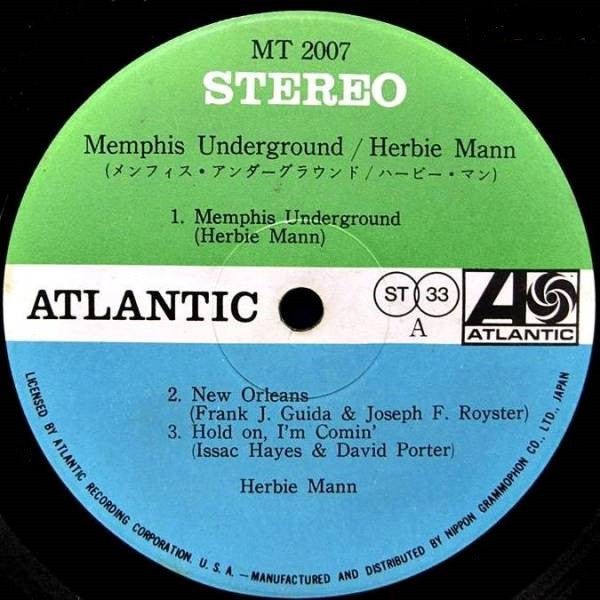 MT 2007
STEREO
Memphis Underground / Herbie Mann
(メンフィス・アンダーグラウンド / ハービー・マン)
1. Memphis Underground
(Herbie Mann)
ATLANTIC
ST 33
A
ATLANTIC
2. New Orleans
(Frank J. Guida & Joseph F. Royster)
3. Hold on, I'm Comin'
(Issac Hayes & David Porter)
Herbie Mann
LICENSED BY ATLANTIC RECORDING CORPORATION. U. S. A. — MANUFACTURED AND DISTRIBUTED BY NIPPON GRAMMOPHON CO., LTD., JAPAN